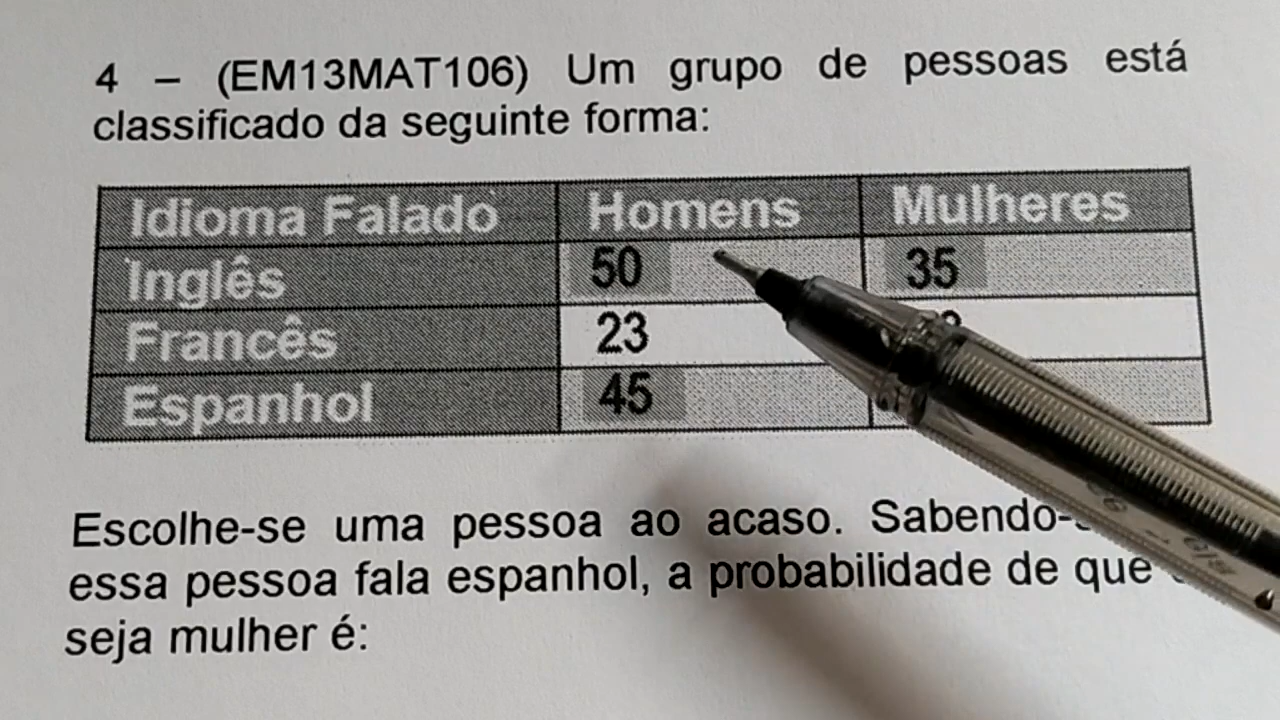 4 – (EM13MAT106) Um grupo de pessoas está
classificado da seguinte forma:
Idioma Falado Homens Mulheres
Inglês 50 35
Francês 23
Espanhol 45
Escolhe-se uma pessoa ao acaso. Sabendo-
essa pessoa fala espanhol, a probabilidade de que
seja mulher é: